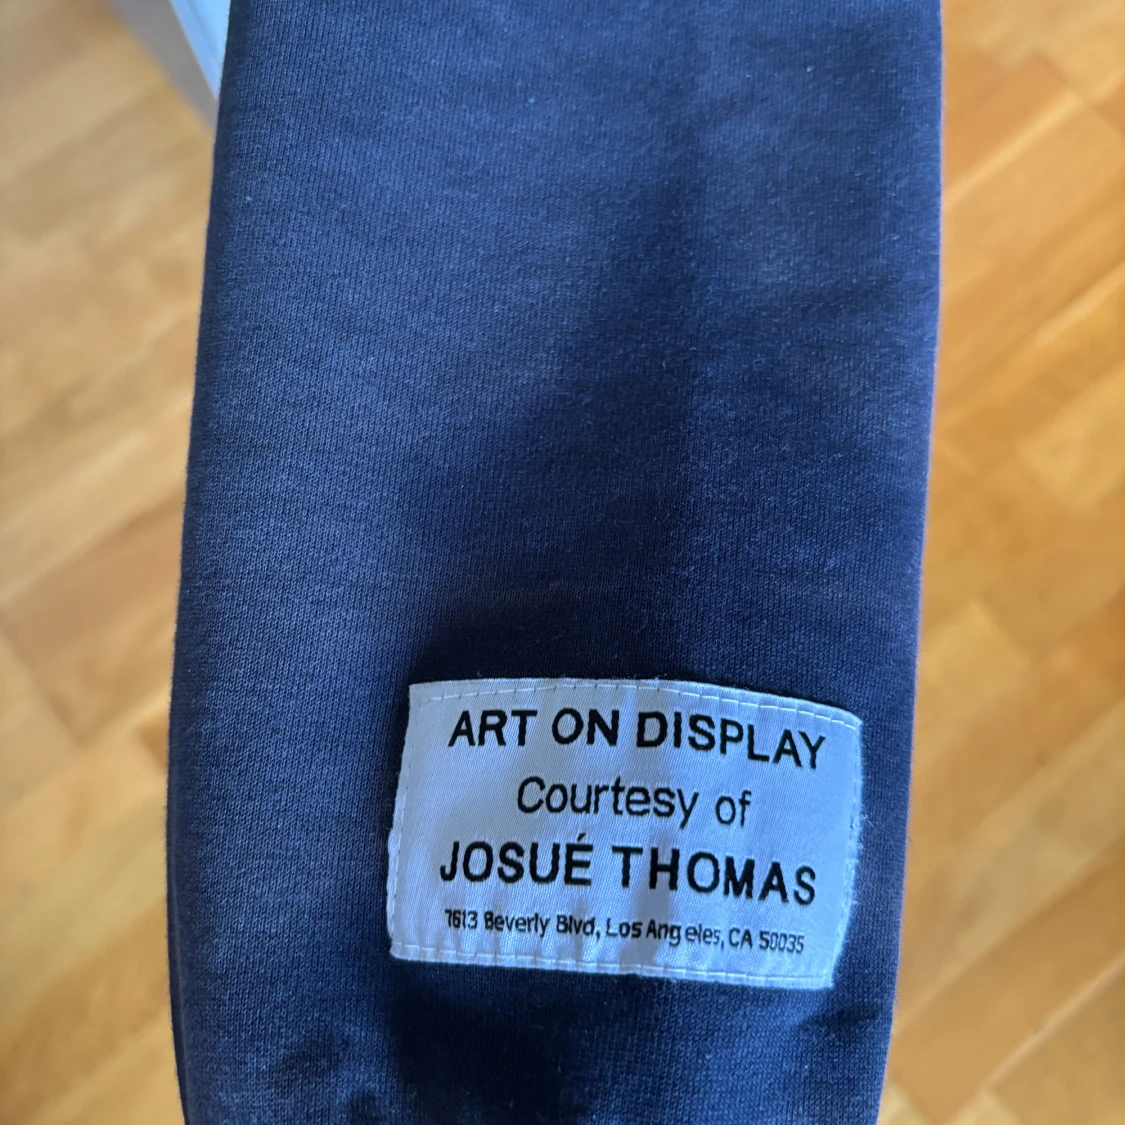 ART ON DISPLAY
Courtesy of
JOSUÉ THOMAS
7613 Beverly Blvd, Los Angeles, CA 50035